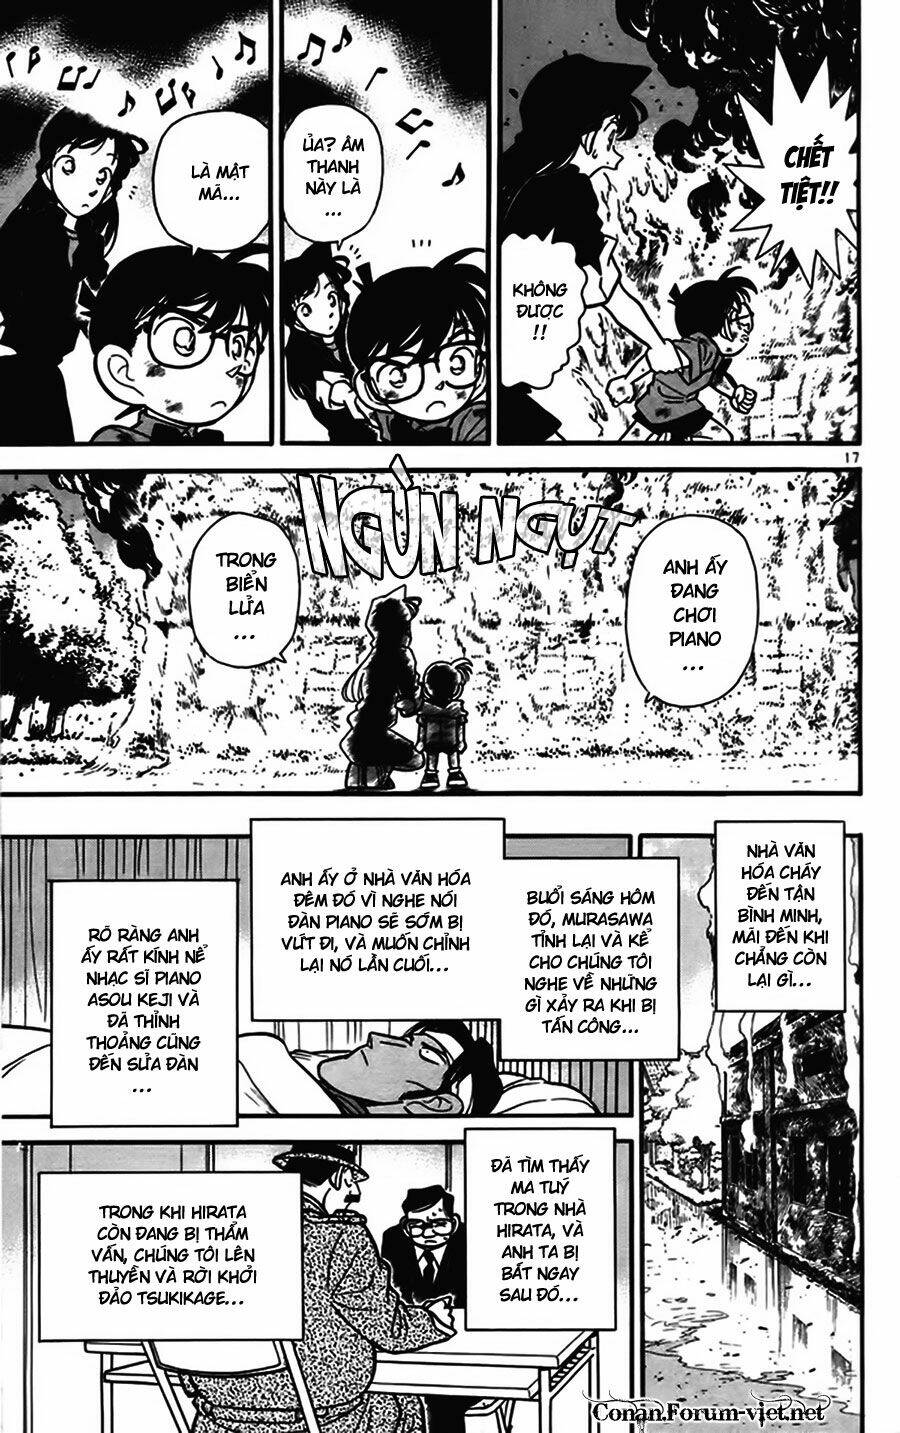 CHẾT
TIỆT!!
KHÔNG
ĐƯỢC
!!
ỦA? ÂM
THANH
NÀY LÀ
...
LÀ MẬT
MÃ...
17
ANH ẤY
ĐANG
CHƠI
PIANO
...
NGÙN NGỤT
TRONG
BIỂN
LỬA
...
NHÀ VĂN
HÓA CHÁY
ĐẾN TẬN
BÌNH MINH,
MÃI ĐẾN KHI
CHẲNG CÒN
LẠI GÌ...
BUỔI SÁNG HÔM
ĐÓ, MURASAWA
TỈNH LẠI VÀ KỂ
CHO CHÚNG TÔI
NGHE VỀ NHỮNG
GÌ XẢY RA KHI BỊ
TẤN CÔNG...
ANH ẤY Ở NHÀ VĂN HÓA
ĐÊM ĐÓ VÌ NGHE NÓI
ĐÀN PIANO SẼ SỚM BỊ
VỨT ĐI, VÀ MUỐN CHỈNH
LẠI NÓ LẦN CUỐI...
RÕ RÀNG ANH
ẤY RẤT KÍNH NỂ
NHẠC SĨ PIANO
ASOU KEJI VÀ
ĐÃ THỈNH
THOẢNG CŨNG
ĐẾN SỬA ĐÀN
...
ĐÃ TÌM THẤY
MA TUÝ
TRONG NHÀ
HIRATA, VÀ
ANH TA BỊ
BẮT NGAY
SAU ĐÓ...
TRONG KHI HIRATA
CÒN ĐANG BỊ THẨM
VẤN, CHÚNG TÔI LÊN
THUYỀN VÀ RỜI KHỎI
ĐẢO TSUKIKAGE...
Conan.Forum-viet.net